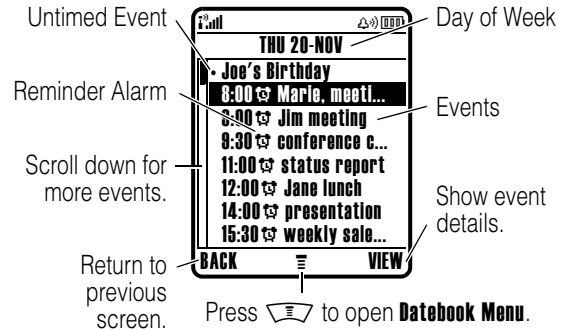 Untimed Event
Day of Week
THU 20-NOV
Joe's Birthday
8:00 Marie, meeti...
Reminder Alarm
Jim meeting
Events
9:30 conference c...
11:00 status report
Scroll down for
more events.
12:00 Jane lunch
14:00 presentation
15:30 weekly sale...
Show event
details.
BACK
VIEW
Return to
previous
screen.
Press to open Datebook Menu.